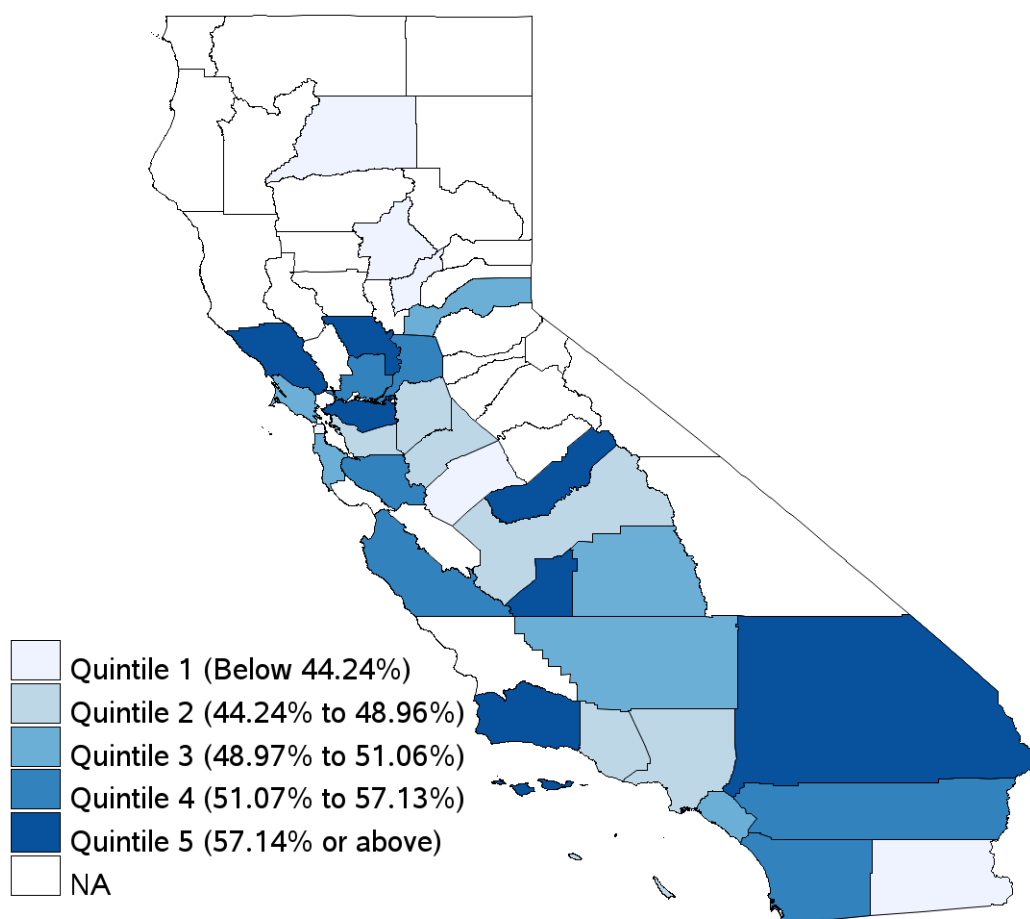 Quintile 1 (Below 44.24%)
Quintile 2 (44.24% to 48.96%)
Quintile 3 (48.97% to 51.06%)
Quintile 4 (51.07% to 57.13%)
Quintile 5 (57.14% or above)
NA